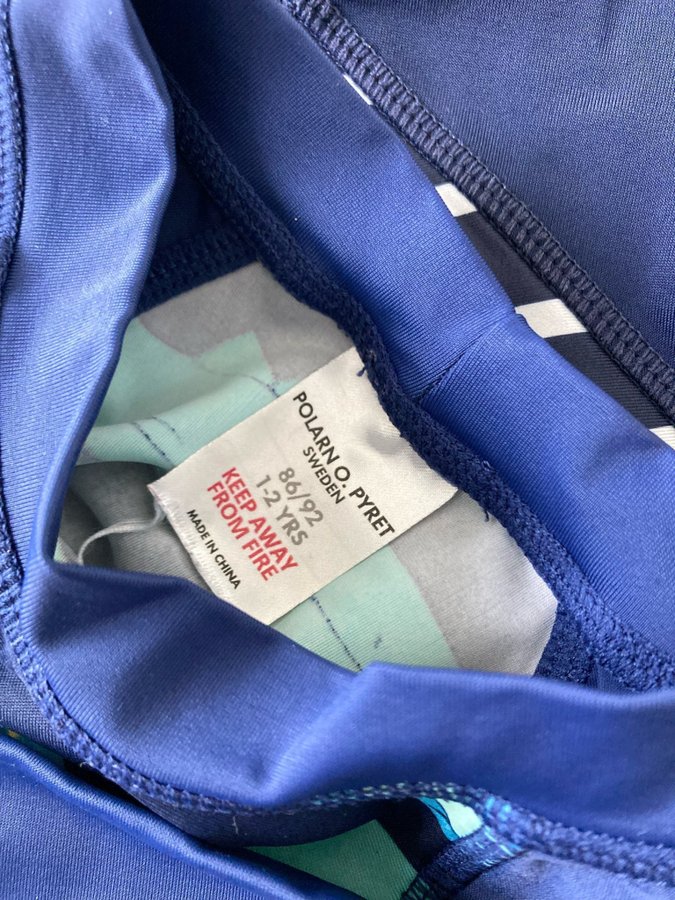 POLARN O. PYRET
SWEDEN
86/92
1-2 YRS
KEEP AWAY
FROM FIRE
MADE IN CHINA